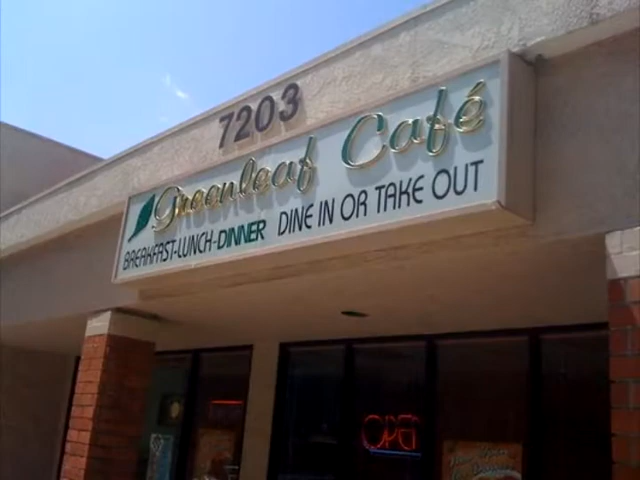 7203
Greenleaf Café
BREAKFAST-LUNCH-DINNER DINE IN OR TAKE OUT
OPEN